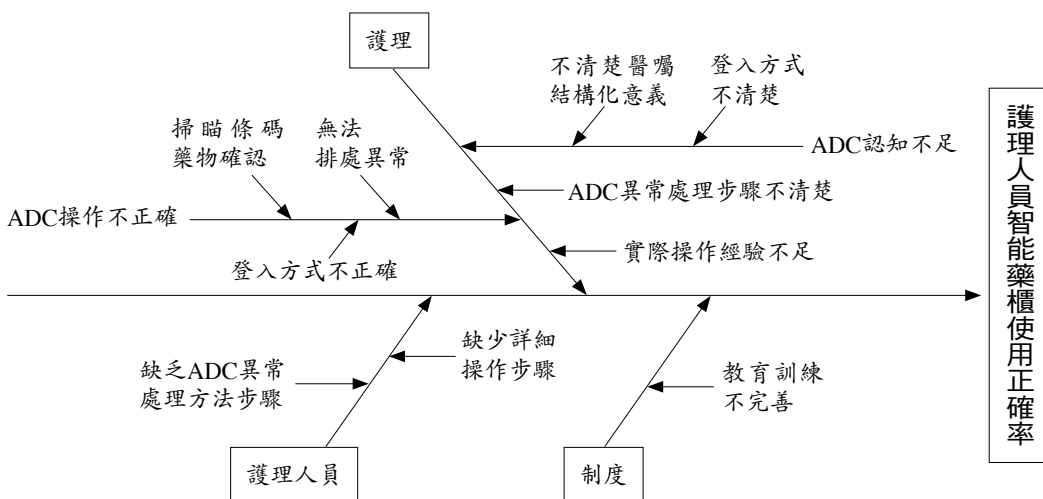 護理
不清楚醫囑
結構化意義
登入方式
不清楚
掃瞄條碼
藥物確認
無法
排處異常
ADC認知不足
ADC異常處理步驟不清楚
ADC操作不正確
登入方式不正確
實際操作經驗不足
護理人員智能藥櫃使用正確率
缺乏ADC異常
處理方法步驟
缺少詳細
操作步驟
教育訓練
不完善
護理人員
制度